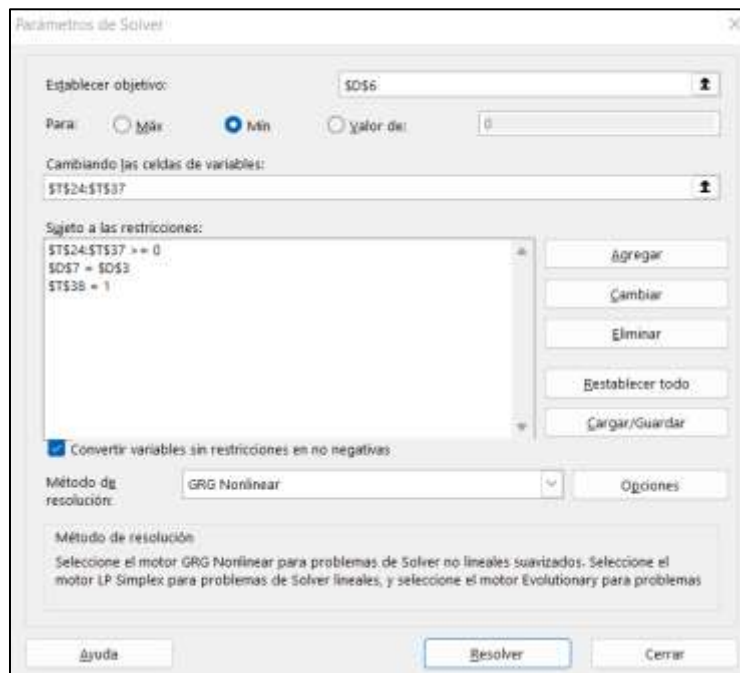 Parámetros de Solver
Establecer objetivo: $D$6
Para: Máx Mín Valor de: 0
Cambiando las celdas de variables:
$T$24:$T$37
Sujeto a las restricciones:
$T$24:$T$37 >= 0
$D$7 = $D$3
$T$38 = 1
Agregar
Cambiar
Eliminar
Restablecer todo
Cargar/Guardar
Convertir variables sin restricciones en no negativas
Método de
resolución:
GRG Nonlinear
Opciones
Método de resolución
Seleccione el motor GRG Nonlinear para problemas de Solver no lineales suavizados. Seleccione el
motor LP Simplex para problemas de Solver lineales, y seleccione el motor Evolutionary para problemas
Ayuda Resolver Cerrar